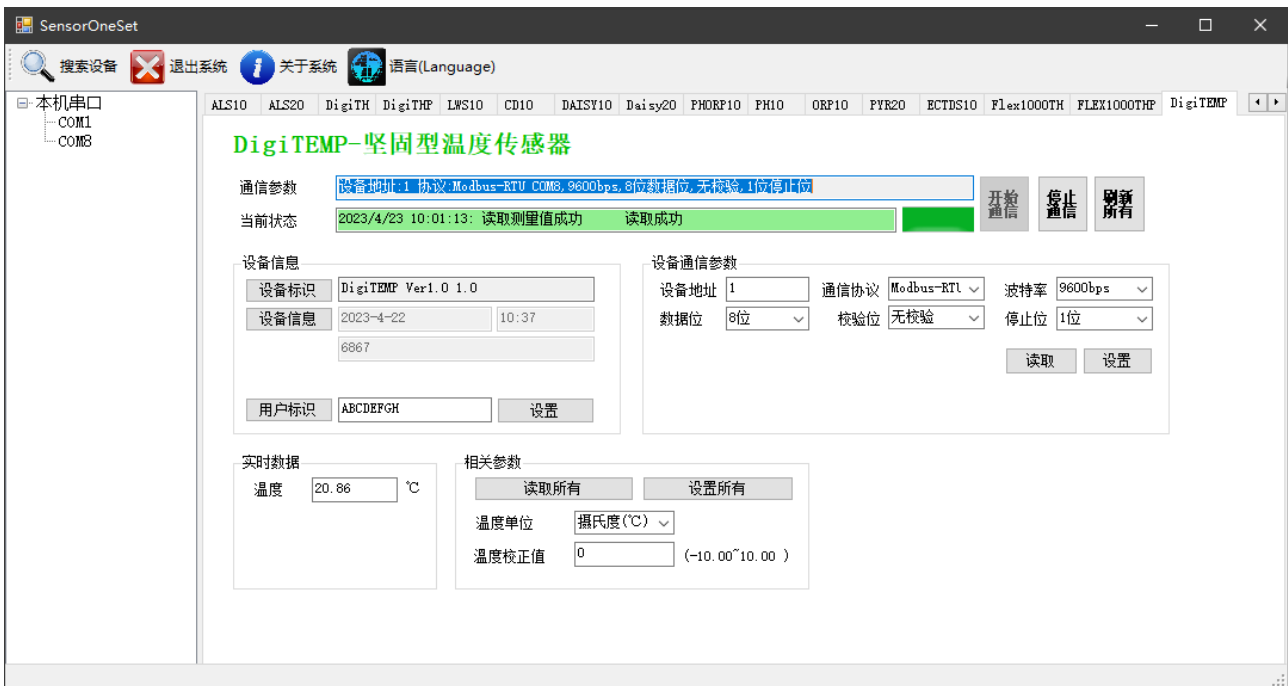 SensorOneSet
搜索设备 退出系统 关于系统 语言(Language)
本机串口
COM1
COM8
ALS10 ALS20 DigiTH DigiTHP LWS10 CD10 DAISY10 Daisy20 PHORP10 PH10 ORP10 PYR20 ECTDS10 Flex1000TH FLEX1000THP DigiTEMP
DigiTEMP-坚固型温度传感器
通信参数 设备地址:1 协议:Modbus-RTU COM8,9600bps,8位数据位,无校验,1位停止位
开始通信 停止通信 刷新所有
当前状态 2023/4/23 10:01:13: 读取测量值成功 读取成功
设备信息
设备标识 DigiTEMP Ver1.0 1.0
设备信息 2023-4-22 10:37
6867
用户标识 ABCDEFGH 设置
设备通信参数
设备地址 1 通信协议 Modbus-RTU 波特率 9600bps
数据位 8位 校验位 无校验 停止位 1位
读取 设置
实时数据
温度 20.86 ℃
相关参数
读取所有 设置所有
温度单位 摄氏度(℃)
温度校正值 0 (-10.00~10.00 )